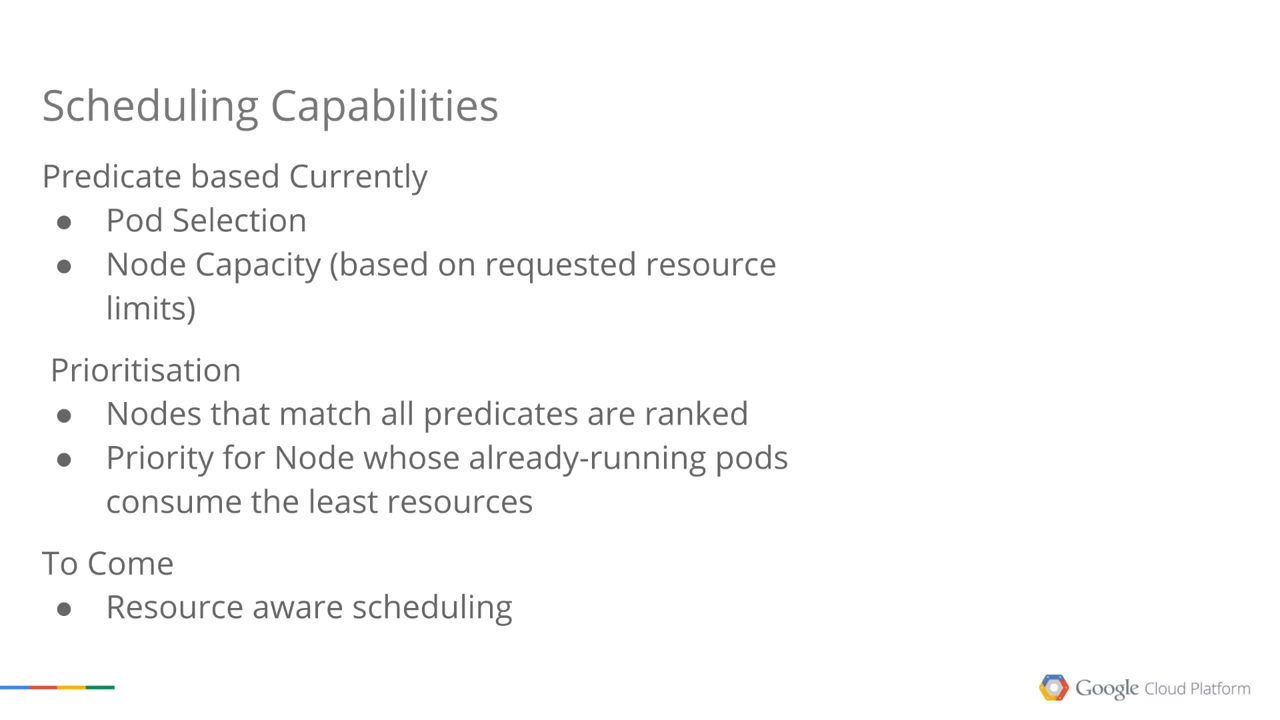 Scheduling Capabilities
Predicate based Currently
● Pod Selection
● Node Capacity (based on requested resource
limits)
Prioritisation
● Nodes that match all predicates are ranked
● Priority for Node whose already-running pods
consume the least resources
To Come
● Resource aware scheduling
Google Cloud Platform